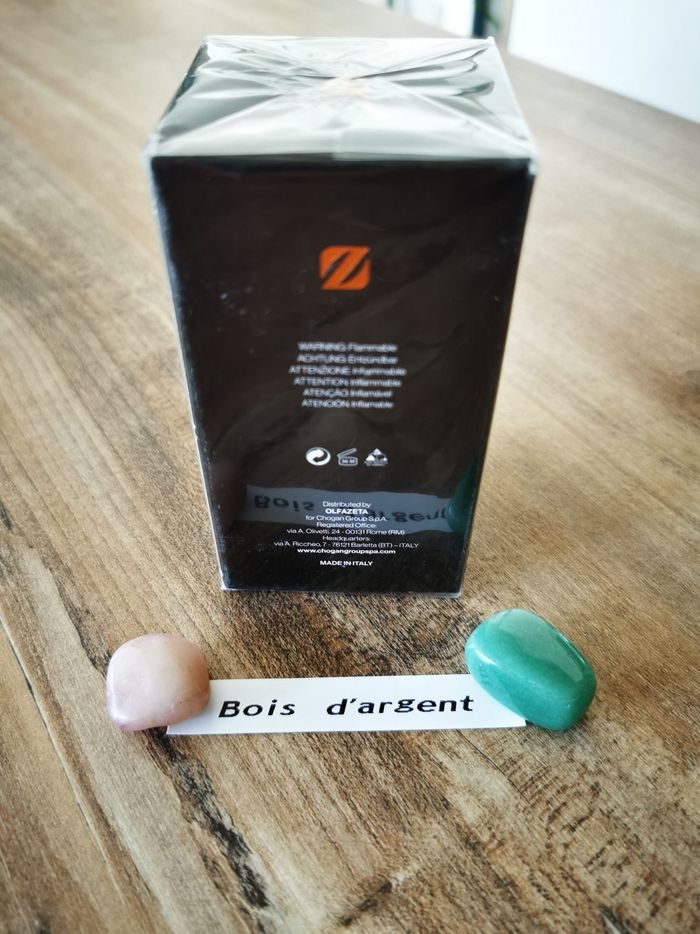 WARNING: Flammable
ACHTUNG: Entzündbar
ATTENZIONE: Infiammabile
ATTENTION: Inflammable
ATENÇÃO: Inflamável
ATENCIÓN: Inflamable
36 M
Distributed by
OLFAZETA
for Chogan Group S.p.A.
Registered Office:
via A. Olivetti, 24 - 00131 Rome (RM)
Headquarters:
via A. Riccheo, 7 - 76121 Barletta (BT) – ITALY
www.chogangroupspa.com
MADE IN ITALY
Bois d'argent